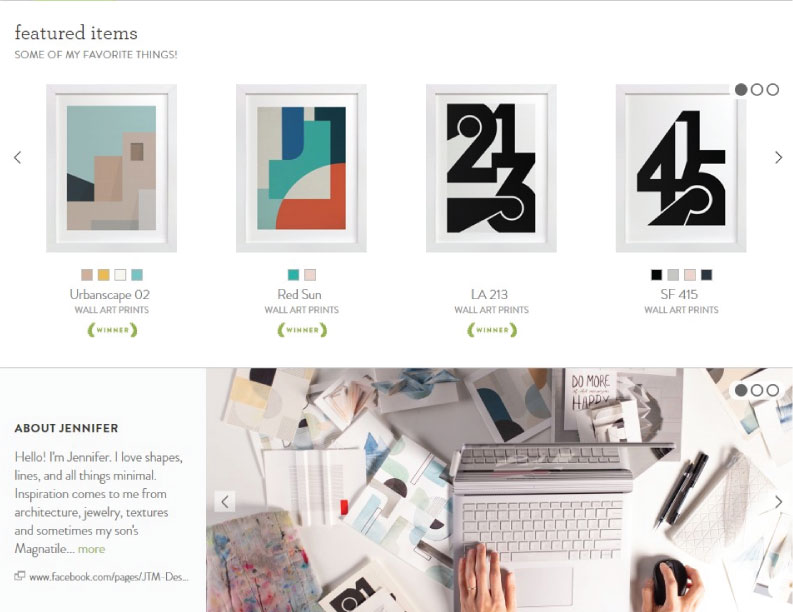 featured items
SOME OF MY FAVORITE THINGS!
213
415
Urbanscape 02
Red Sun
LA 213
SF 415
WALL ART PRINTS
WALL ART PRINTS
WALL ART PRINTS
WALL ART PRINTS
WINNER
WINNER
WINNER
ABOUT JENNIFER
Hello! I'm Jennifer. I love shapes,
lines, and all things minimal.
Inspiration comes to me from
architecture, jewelry, textures
and sometimes my son's
Magnatile... more
www.facebook.com/pages/JTM-Des...
DO MORE
HAPPY